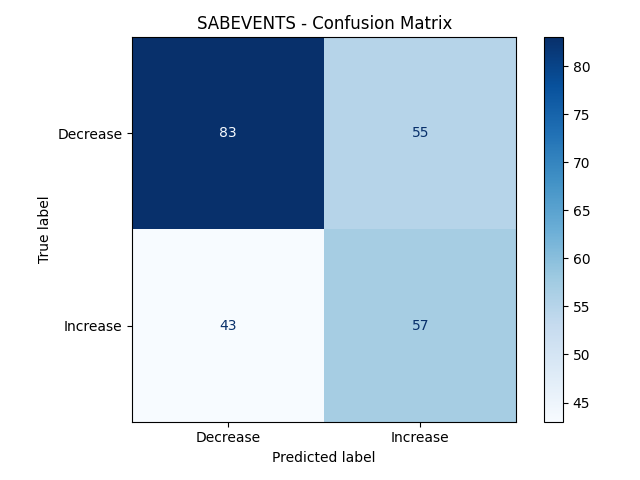 SABEVENTS - Confusion Matrix
True label
Decrease
83
55
Increase
43
57
Decrease
Increase
Predicted label
80
75
70
65
60
55
50
45